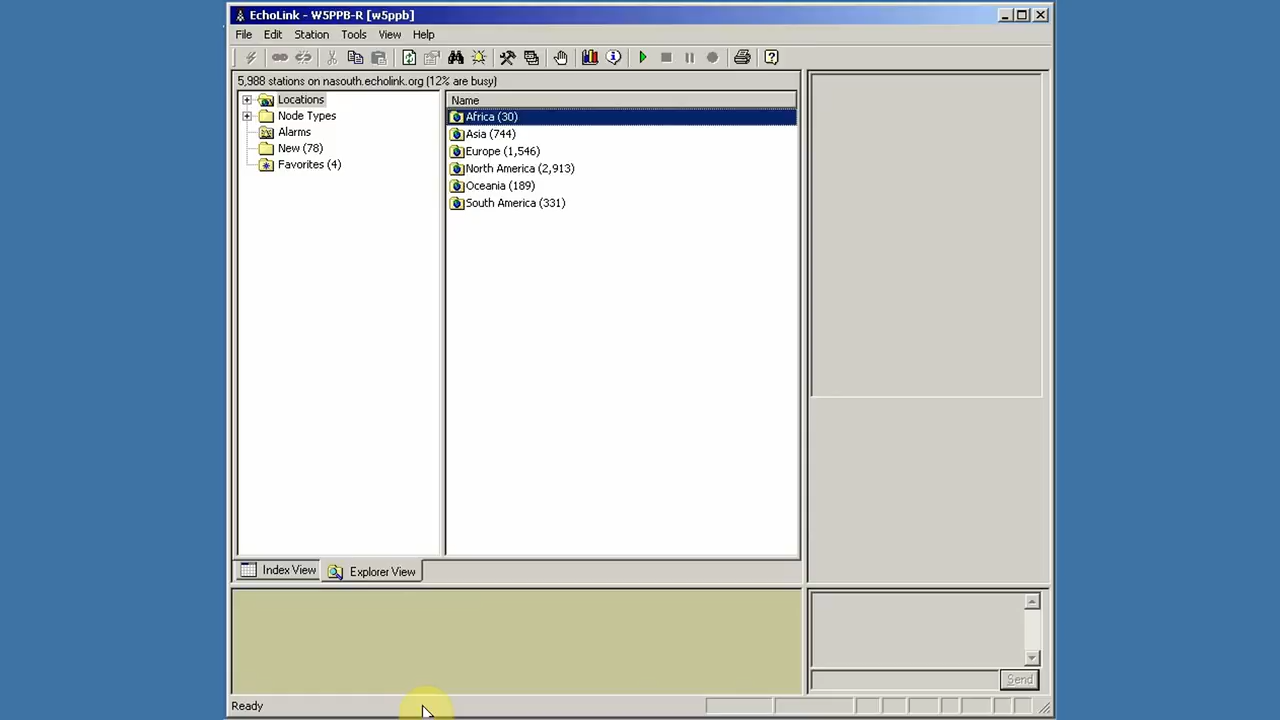 EchoLink - W5PPB-R [w5ppb]
File Edit Station Tools View Help
5,988 stations on nasouth.echolink.org (12% are busy)
Locations
Node Types
Alarms
New (78)
Favorites (4)
Name
Africa (30)
Asia (744)
Europe (1,546)
North America (2,913)
Oceania (189)
South America (331)
Index View Explorer View
Send
Ready